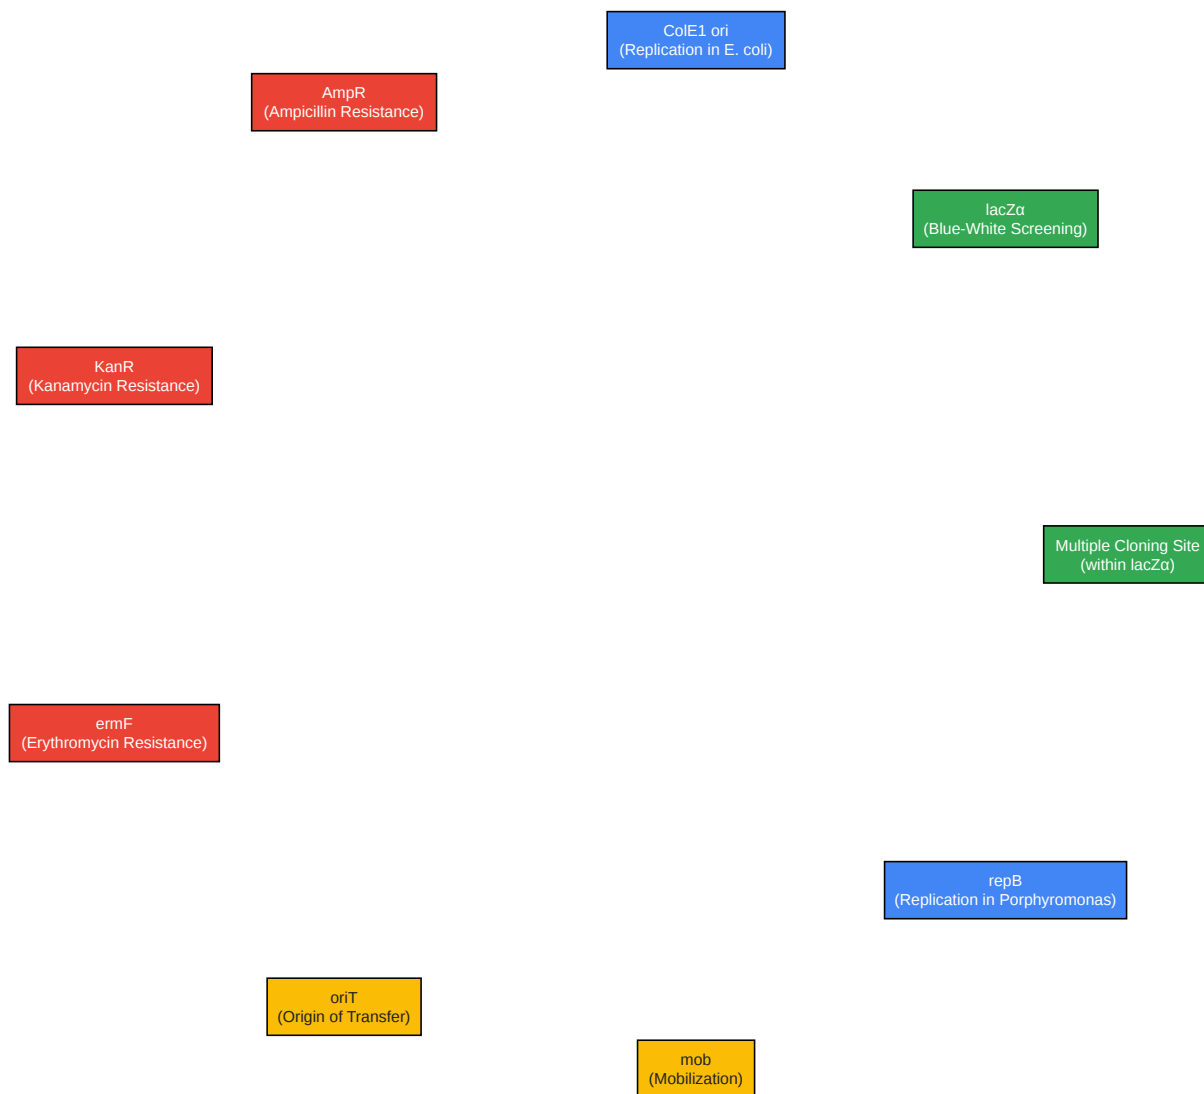 ColE1 ori
(Replication in E. coli)
AmpR
(Ampicillin Resistance)
lacZα
(Blue-White Screening)
KanR
(Kanamycin Resistance)
Multiple Cloning Site
(within lacZα)
ermF
(Erythromycin Resistance)
repB
(Replication in Porphyromonas)
oriT
(Origin of Transfer)
mob
(Mobilization)